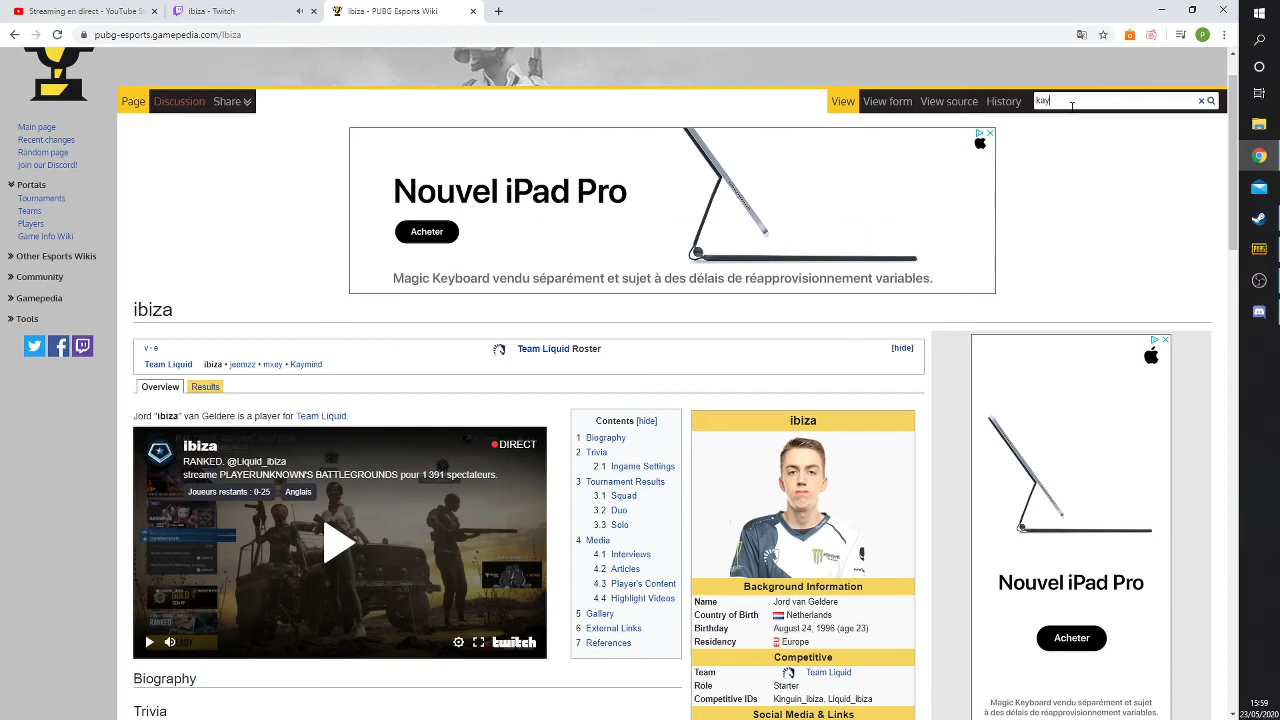 Streaming en direct - YouTube St
ibiza - Twitch
ibiza - PUBG Esports Wiki
pubg-esports.gamepedia.com/Ibiza
Page
Discussion
Share
View
View form
View source
History
kay
Main page
Recent changes
Random page
Join our Discord!
Portals
Tournaments
Teams
Players
Game Info Wiki
Other Esports Wikis
Community
Gamepedia
Tools
Nouvel iPad Pro
Acheter
Magic Keyboard vendu séparément et sujet à des délais de réapprovisionnement variables.
ibiza
v · e
Team Liquid Roster
[hide]
Team Liquid ibiza • jeemzz • mxey • Kaymind
Overview
Results
Jord "ibiza" van Geldere is a player for Team Liquid.
ibiza
DIRECT
RANKED. @Liquid_ibiza
streame PLAYERUNKNOWN'S BATTLEGROUNDS pour 1 391 spectateurs.
Joueurs restants : 0-25
Anglais
twitch
Contents [hide]
1 Biography
2 Trivia
2.1 Ingame Settings
3 Tournament Results
3.1 Squad
3.2 Duo
3.3 Solo
4 Media
4.1 Interviews
4.2 Articles
4.3 Player's Content
4.4 Highlight Videos
5 Gallery
6 External Links
7 References
ibiza
Background Information
Name Jord van Geldere
Country of Birth Netherlands
Birthday August 24, 1996 (age 23)
Residency Europe
Competitive
Team Team Liquid
Role Starter
Competitive IDs Kinguin_ibiza, Liquid_ibiza
Social Media & Links
Biography
Trivia
Nouvel iPad Pro
Acheter
Magic Keyboard vendu séparément et sujet
à des délais de réapprovisionnement variables.
15:59
23/05/2020